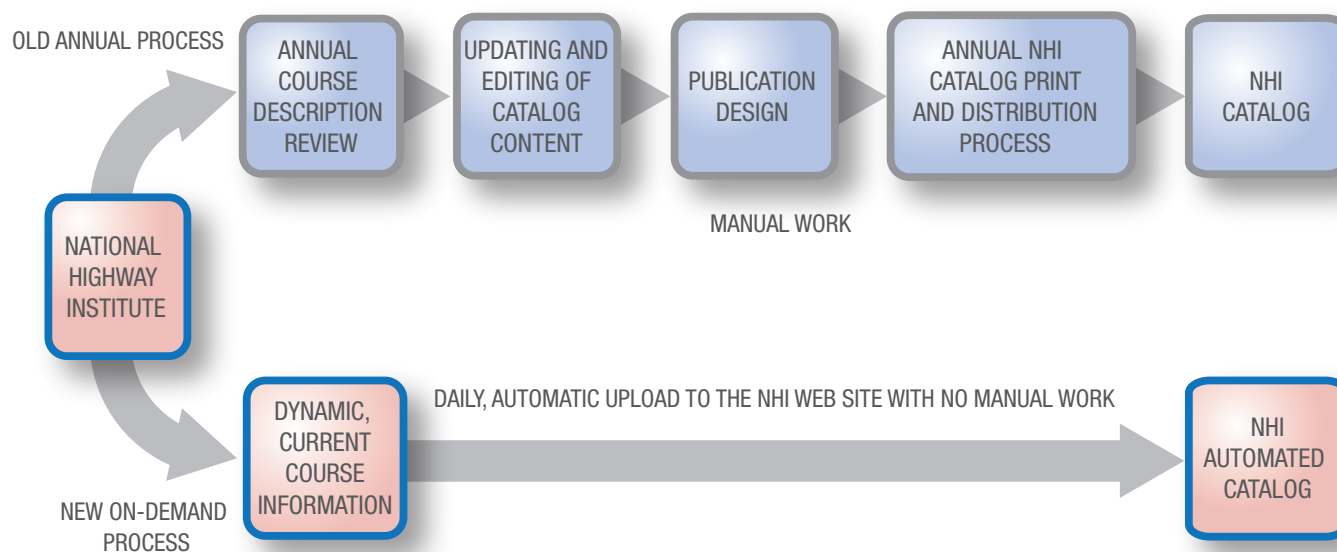 OLD ANNUAL PROCESS
ANNUAL
COURSE
DESCRIPTION
REVIEW
UPDATING AND
EDITING OF
CATALOG
CONTENT
PUBLICATION
DESIGN
ANNUAL NHI
CATALOG PRINT
AND DISTRIBUTION
PROCESS
NHI
CATALOG
MANUAL WORK
NATIONAL
HIGHWAY
INSTITUTE
NEW ON-DEMAND
PROCESS
DYNAMIC,
CURRENT
COURSE
INFORMATION
DAILY, AUTOMATIC UPLOAD TO THE NHI WEB SITE WITH NO MANUAL WORK
NHI
AUTOMATED
CATALOG